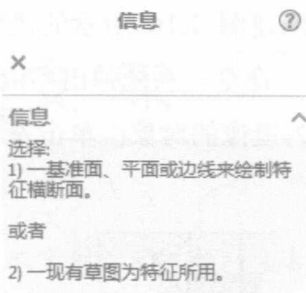 信息
信息
选择:
1) 一基准面、平面或边线来绘制特
征横断面。
或者
2) 一现有草图为特征所用。